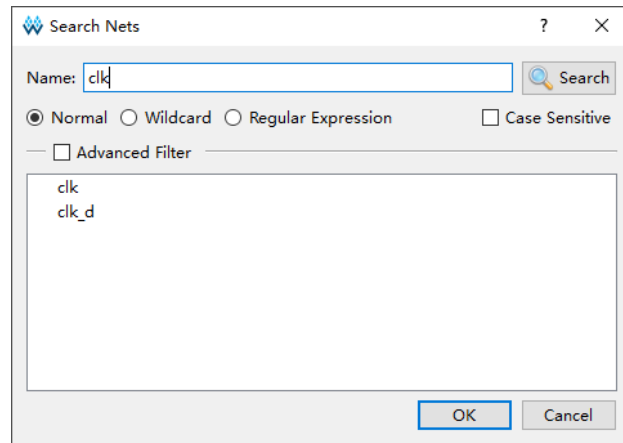 Search Nets
Name: clk Search
Normal Wildcard Regular Expression Case Sensitive
Advanced Filter
clk
clk_d
OK Cancel